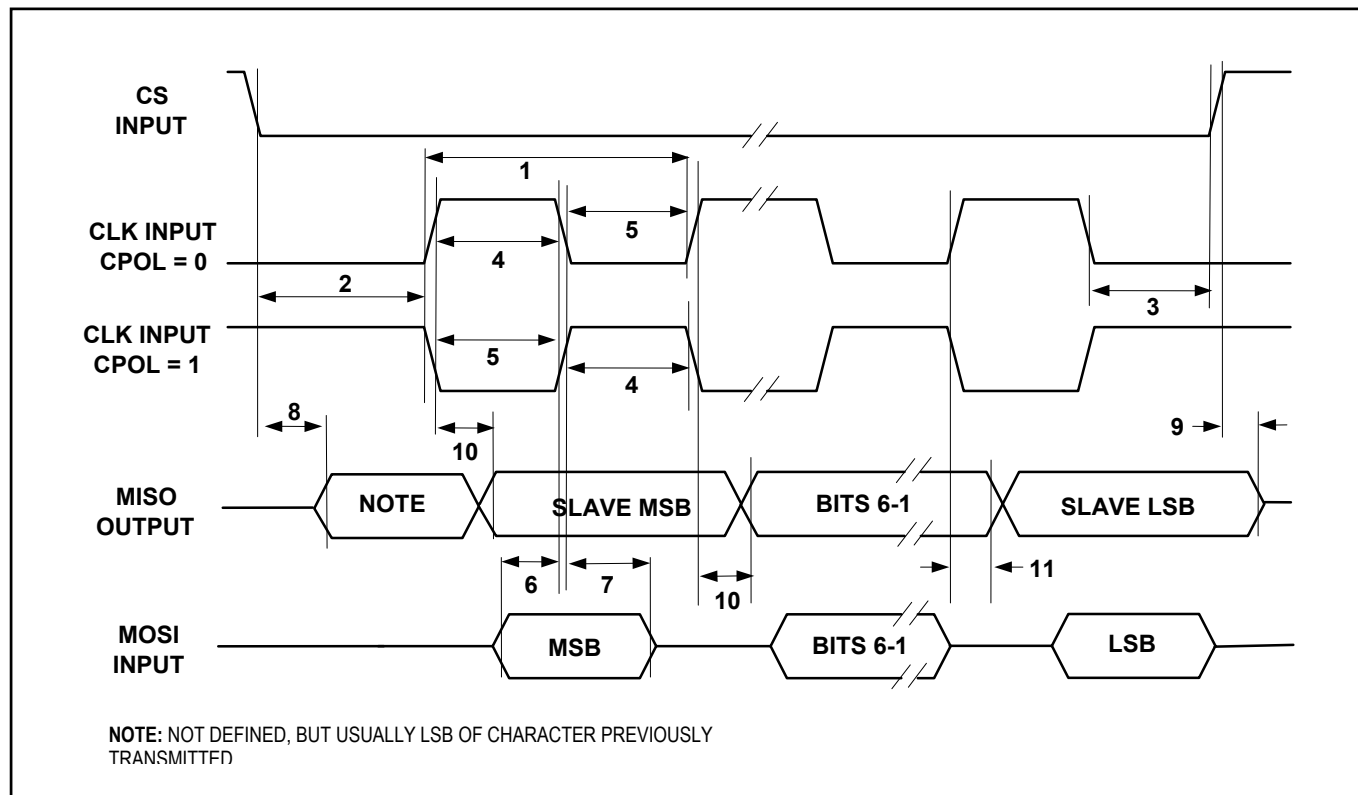 CS
INPUT
1
5
CLK INPUT
CPOL = 0
4
2
3
CLK INPUT
CPOL = 1
5
4
8
9
10
MISO
OUTPUT
NOTE
SLAVE MSB
BITS 6-1
SLAVE LSB
6
7
10
11
MOSI
INPUT
MSB
BITS 6-1
LSB
NOTE: NOT DEFINED, BUT USUALLY LSB OF CHARACTER PREVIOUSLY
TRANSMITTED